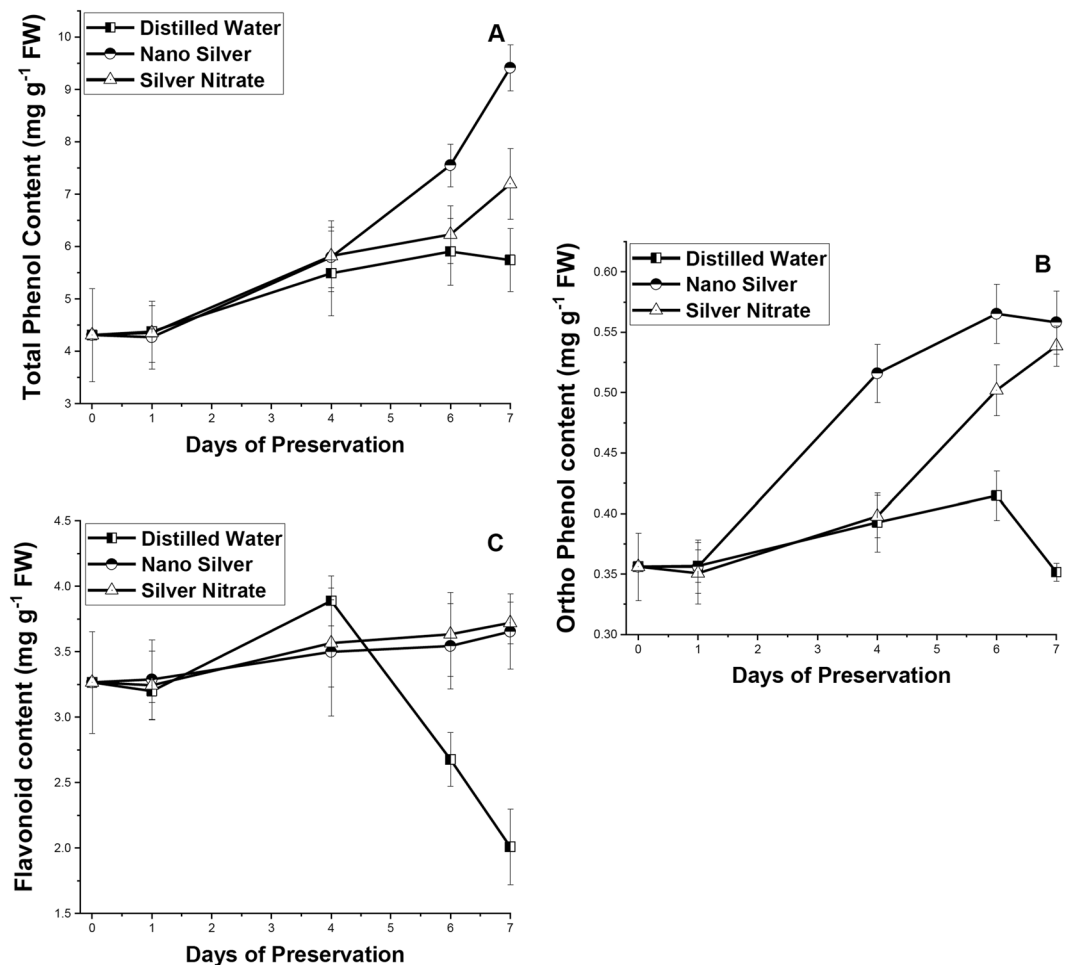 Distilled Water
Nano Silver
Silver Nitrate
A
Total Phenol Content (mg g⁻¹ FW)
10
9
8
7
6
5
4
3
0 1 2 3 4 5 6 7
Days of Preservation
Distilled Water
Nano Silver
Silver Nitrate
B
Ortho Phenol content (mg g⁻¹ FW)
0.60
0.55
0.50
0.45
0.40
0.35
0.30
0 1 2 3 4 5 6 7
Days of Preservation
Distilled Water
Nano Silver
Silver Nitrate
C
Flavonoid content (mg g⁻¹ FW)
4.5
4.0
3.5
3.0
2.5
2.0
1.5
0 1 2 3 4 5 6 7
Days of Preservation